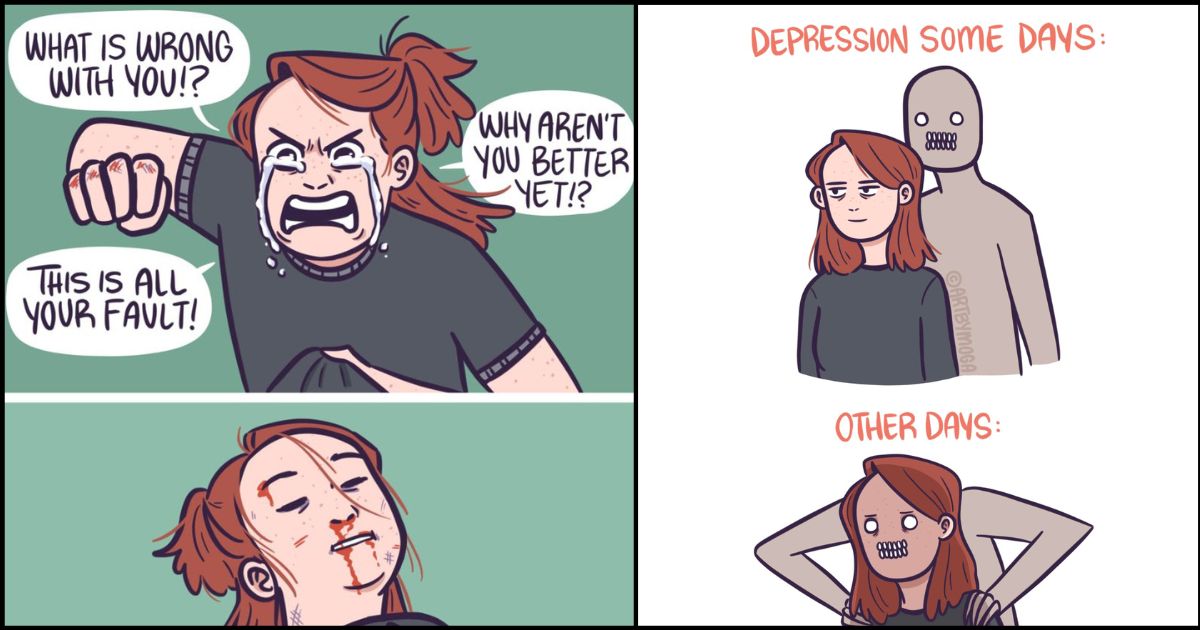 WHAT IS WRONG
WITH YOU!?
WHY AREN'T
YOU BETTER
YET!?
THIS IS ALL
YOUR FAULT!
DEPRESSION SOME DAYS:
©ARTBYMOGA
OTHER DAYS: